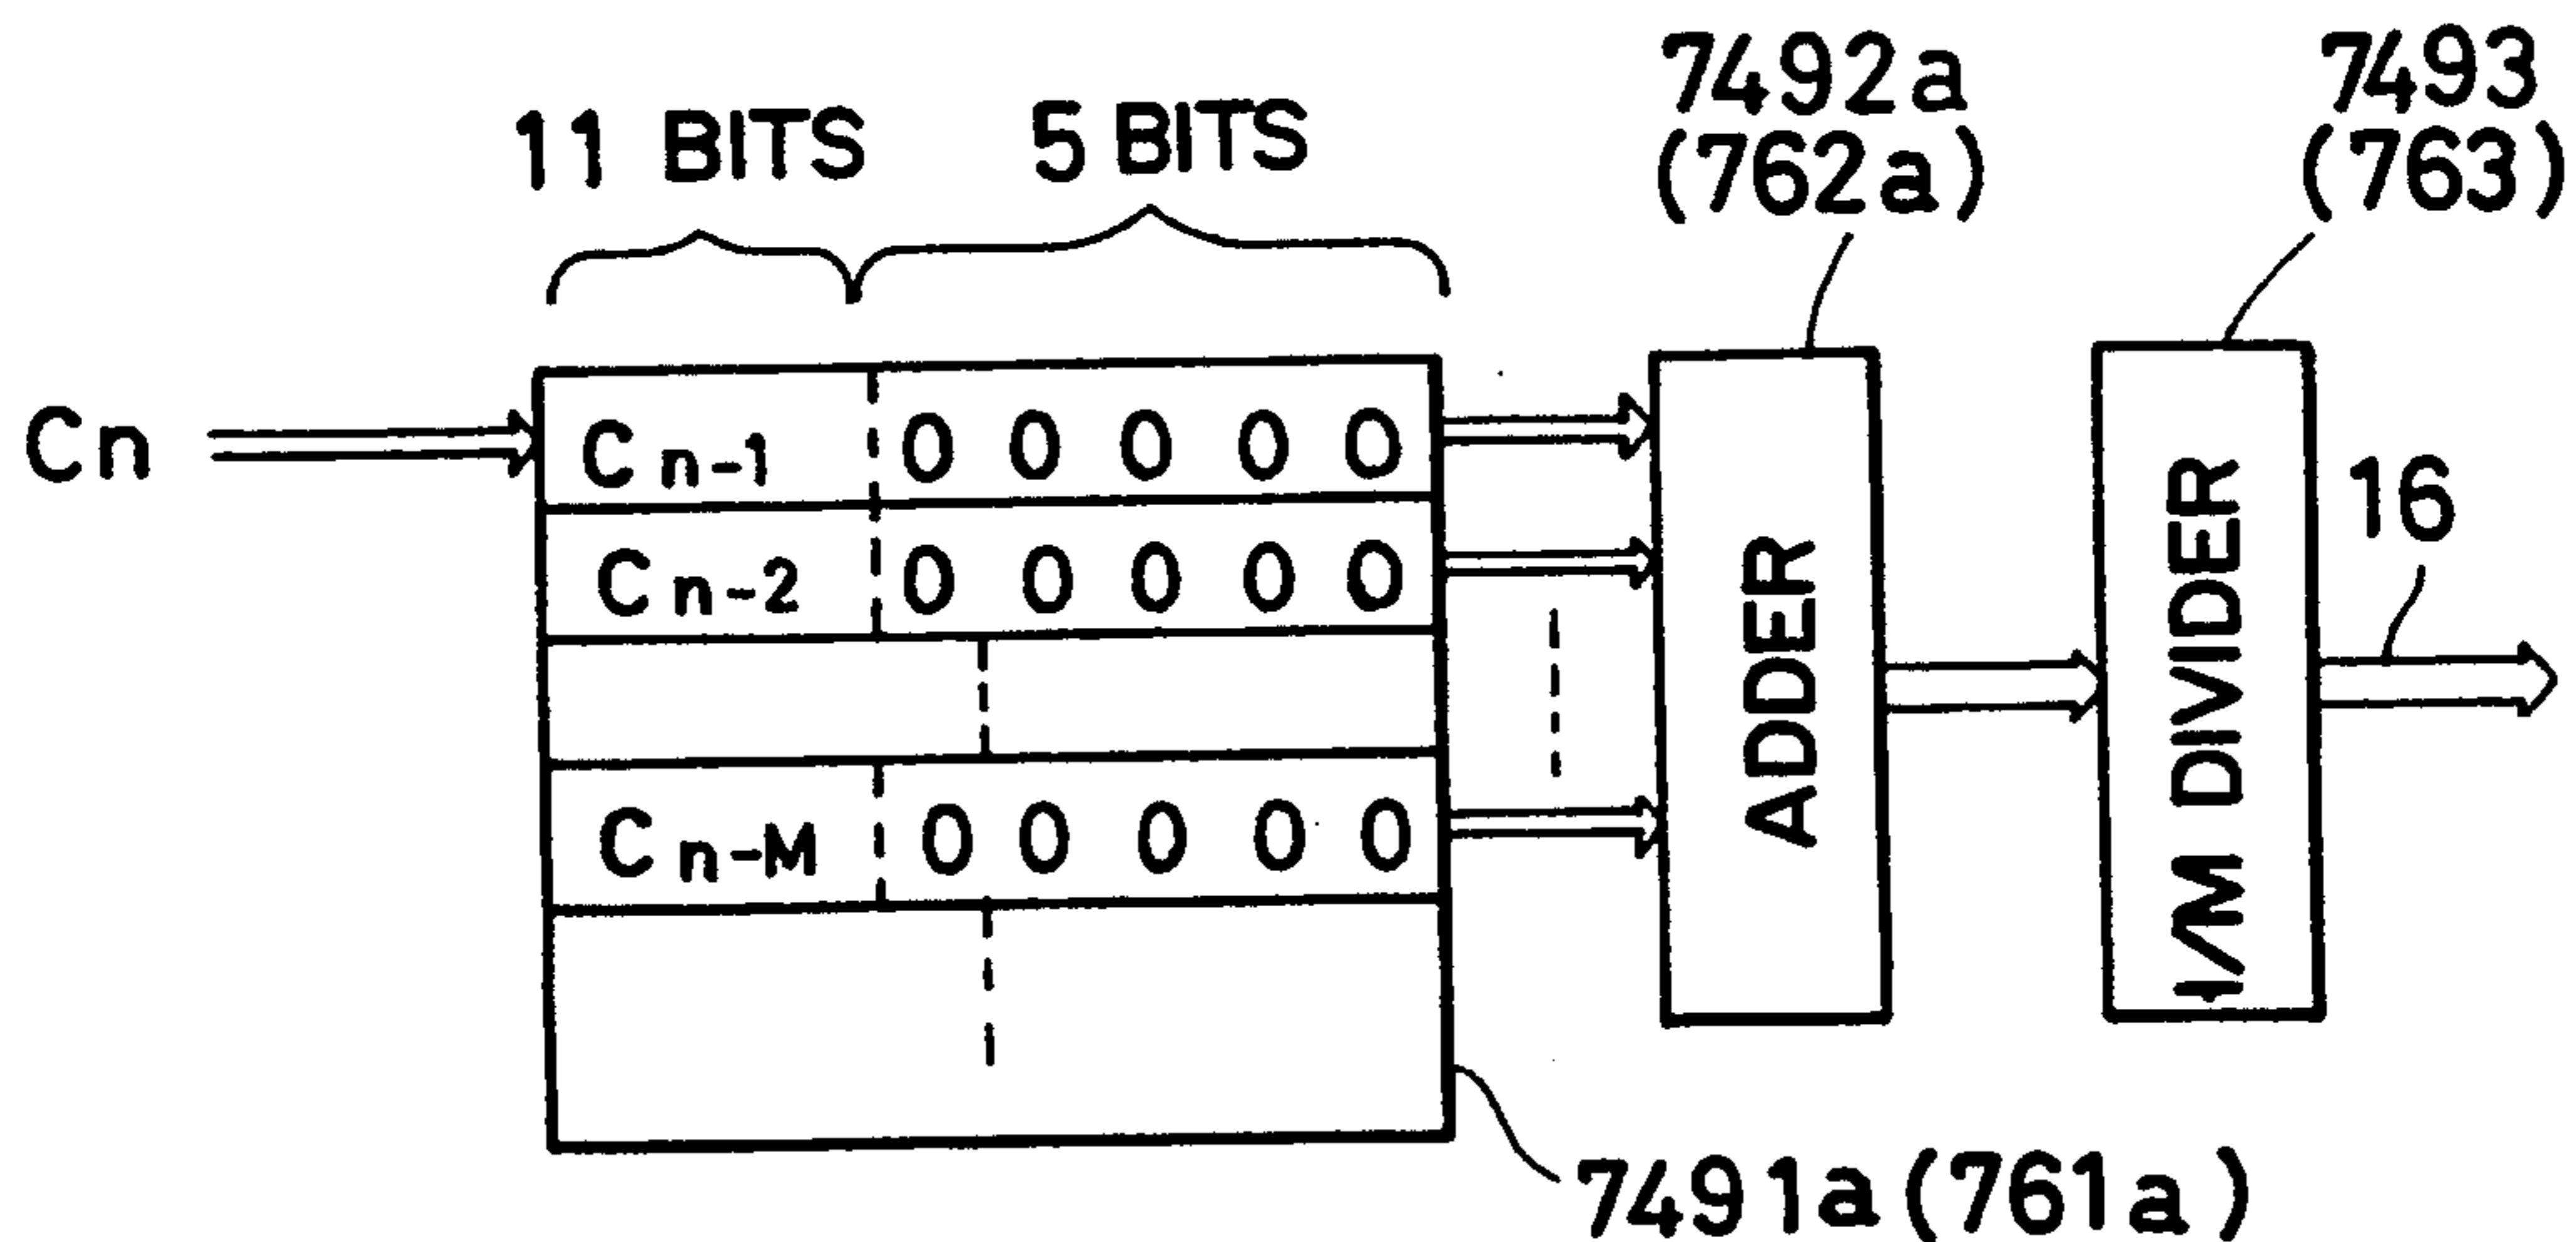 7492a
(762a)
7493
(763)
11 BITS
5 BITS
Cn
Cn-1 0 0 0 0 0
Cn-2 0 0 0 0 0
Cn-M 0 0 0 0 0
ADDER
1/M DIVIDER
16
7491a(761a)